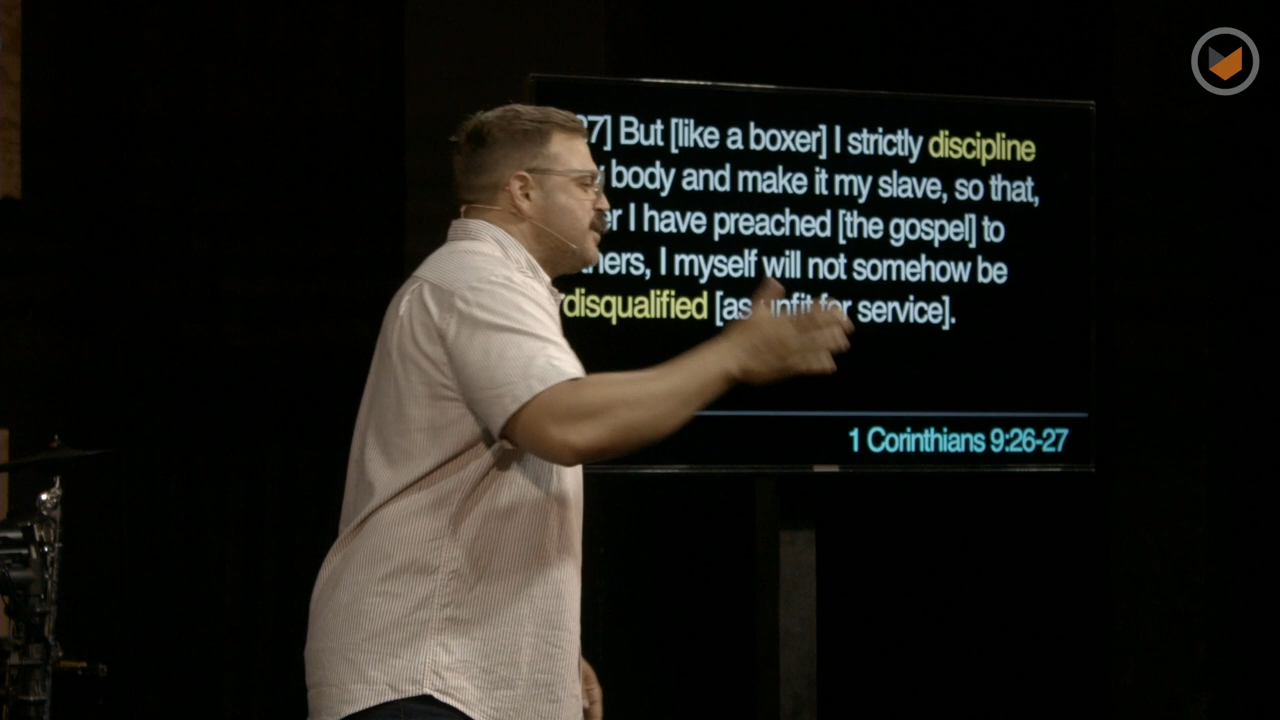 27] But [like a boxer] I strictly discipline
body and make it my slave, so that,
I have preached [the gospel] to
I myself will not somehow be
disqualified [as unfit for service].
1 Corinthians 9:26-27